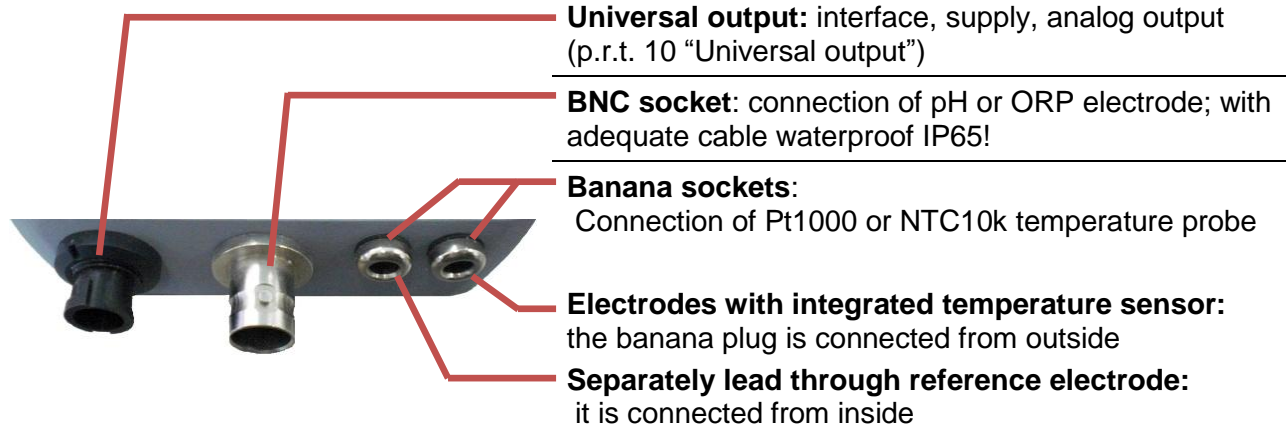 Universal output: interface, supply, analog output
(p.r.t. 10 “Universal output”)
BNC socket: connection of pH or ORP electrode; with
adequate cable waterproof IP65!
Banana sockets:
Connection of Pt1000 or NTC10k temperature probe
Electrodes with integrated temperature sensor:
the banana plug is connected from outside
Separately lead through reference electrode:
it is connected from inside